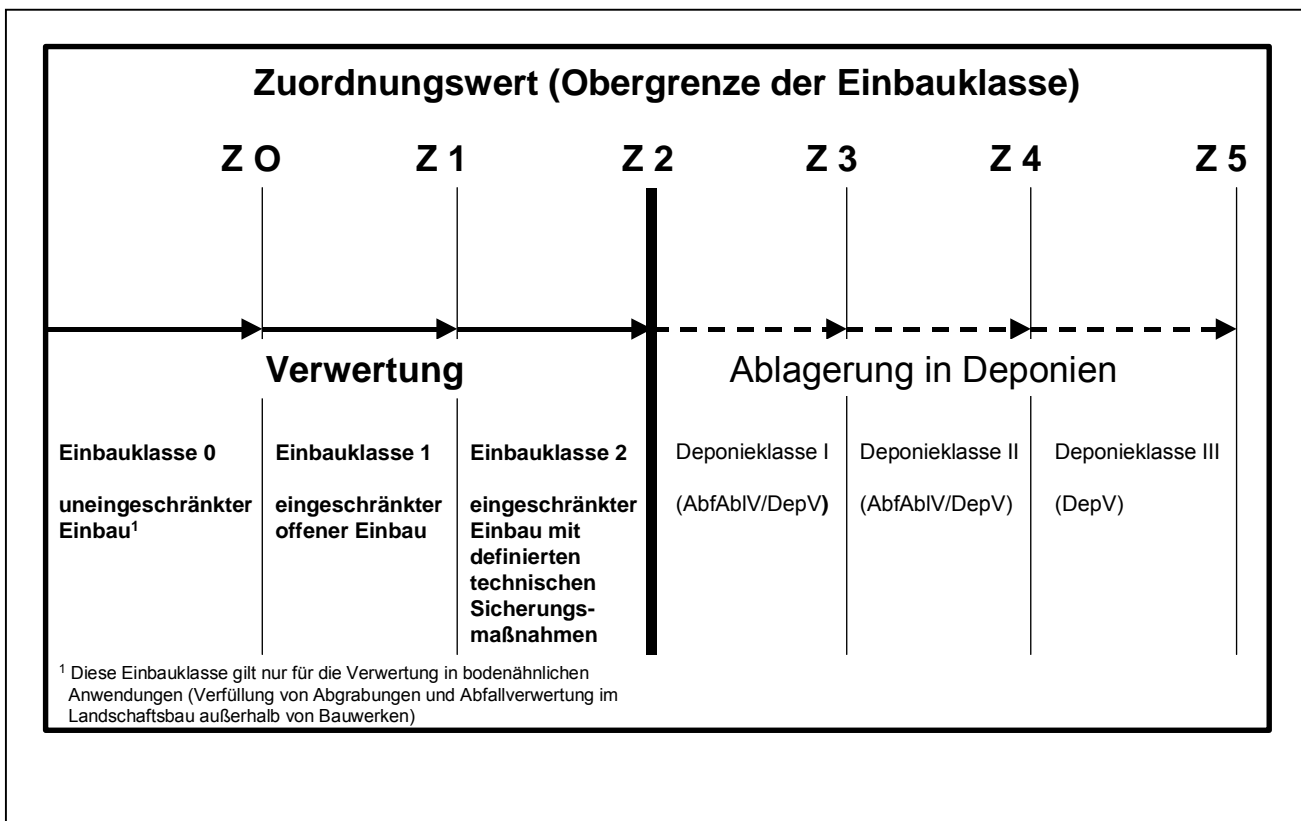 Zuordnungswert (Obergrenze der Einbauklasse)
Z O Z 1 Z 2 Z 3 Z 4 Z 5
Verwertung
Ablagerung in Deponien
Einbauklasse 0
uneingeschränkter
Einbau¹
Einbauklasse 1
eingeschränkter
offener Einbau
Einbauklasse 2
eingeschränkter
Einbau mit
definierten
technischen
Sicherungs-
maßnahmen
Deponieklasse I
(AbfAblV/DepV)
Deponieklasse II
(AbfAblV/DepV)
Deponieklasse III
(DepV)
¹ Diese Einbauklasse gilt nur für die Verwertung in bodenähnlichen
Anwendungen (Verfüllung von Abgrabungen und Abfallverwertung im
Landschaftsbau außerhalb von Bauwerken)